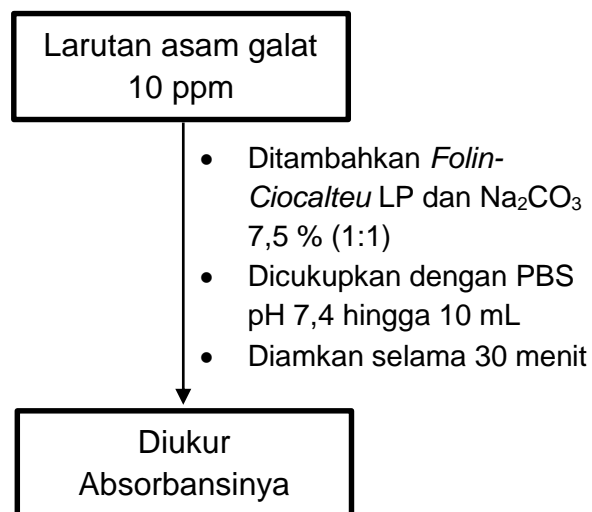 Larutan asam galat
10 ppm
• Ditambahkan Folin-
Ciocalteu LP dan Na₂CO₃
7,5 % (1:1)
• Dicukupkan dengan PBS
pH 7,4 hingga 10 mL
• Diamkan selama 30 menit
Diukur
Absorbansinya